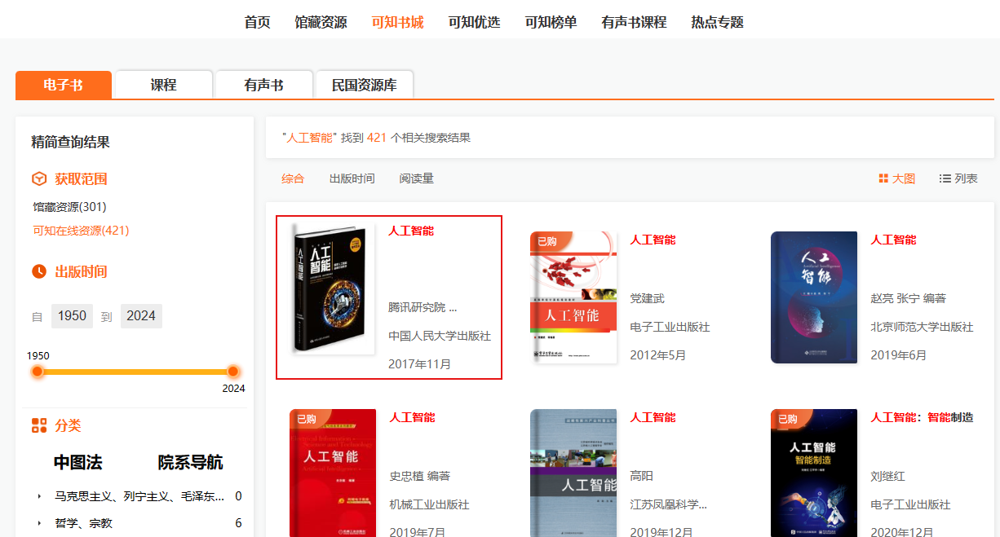 首页 馆藏资源 可知书城 可知优选 可知榜单 有声书课程 热点专题
电子书 课程 有声书 民国资源库
精简查询结果
获取范围
馆藏资源(301)
可知在线资源(421)
出版时间
自 1950 到 2024
1950
2024
分类
中图法 院系导航
马克思主义、列宁主义、毛泽东... 0
哲学、宗教 6
"人工智能" 找到 421 个相关搜索结果
综合 出版时间 阅读量 大图 列表
人工智能
人工智能
腾讯研究院 ...
中国人民大学出版社
2017年11月
已购
人工智能
电子工业出版社
人工智能
党建武
电子工业出版社
2012年5月
人工智能
Artificial Intelligence
人工智能
赵亮 张宁 编著
北京师范大学出版社
2019年6月
已购
人工智能
人工智能
史忠植 编著
机械工业出版社
2019年7月
人工智能
人工智能
高阳
江苏凤凰科学...
2019年12月
已购
人工智能
智能制造
人工智能：智能制造
刘继红
电子工业出版社
2020年12月